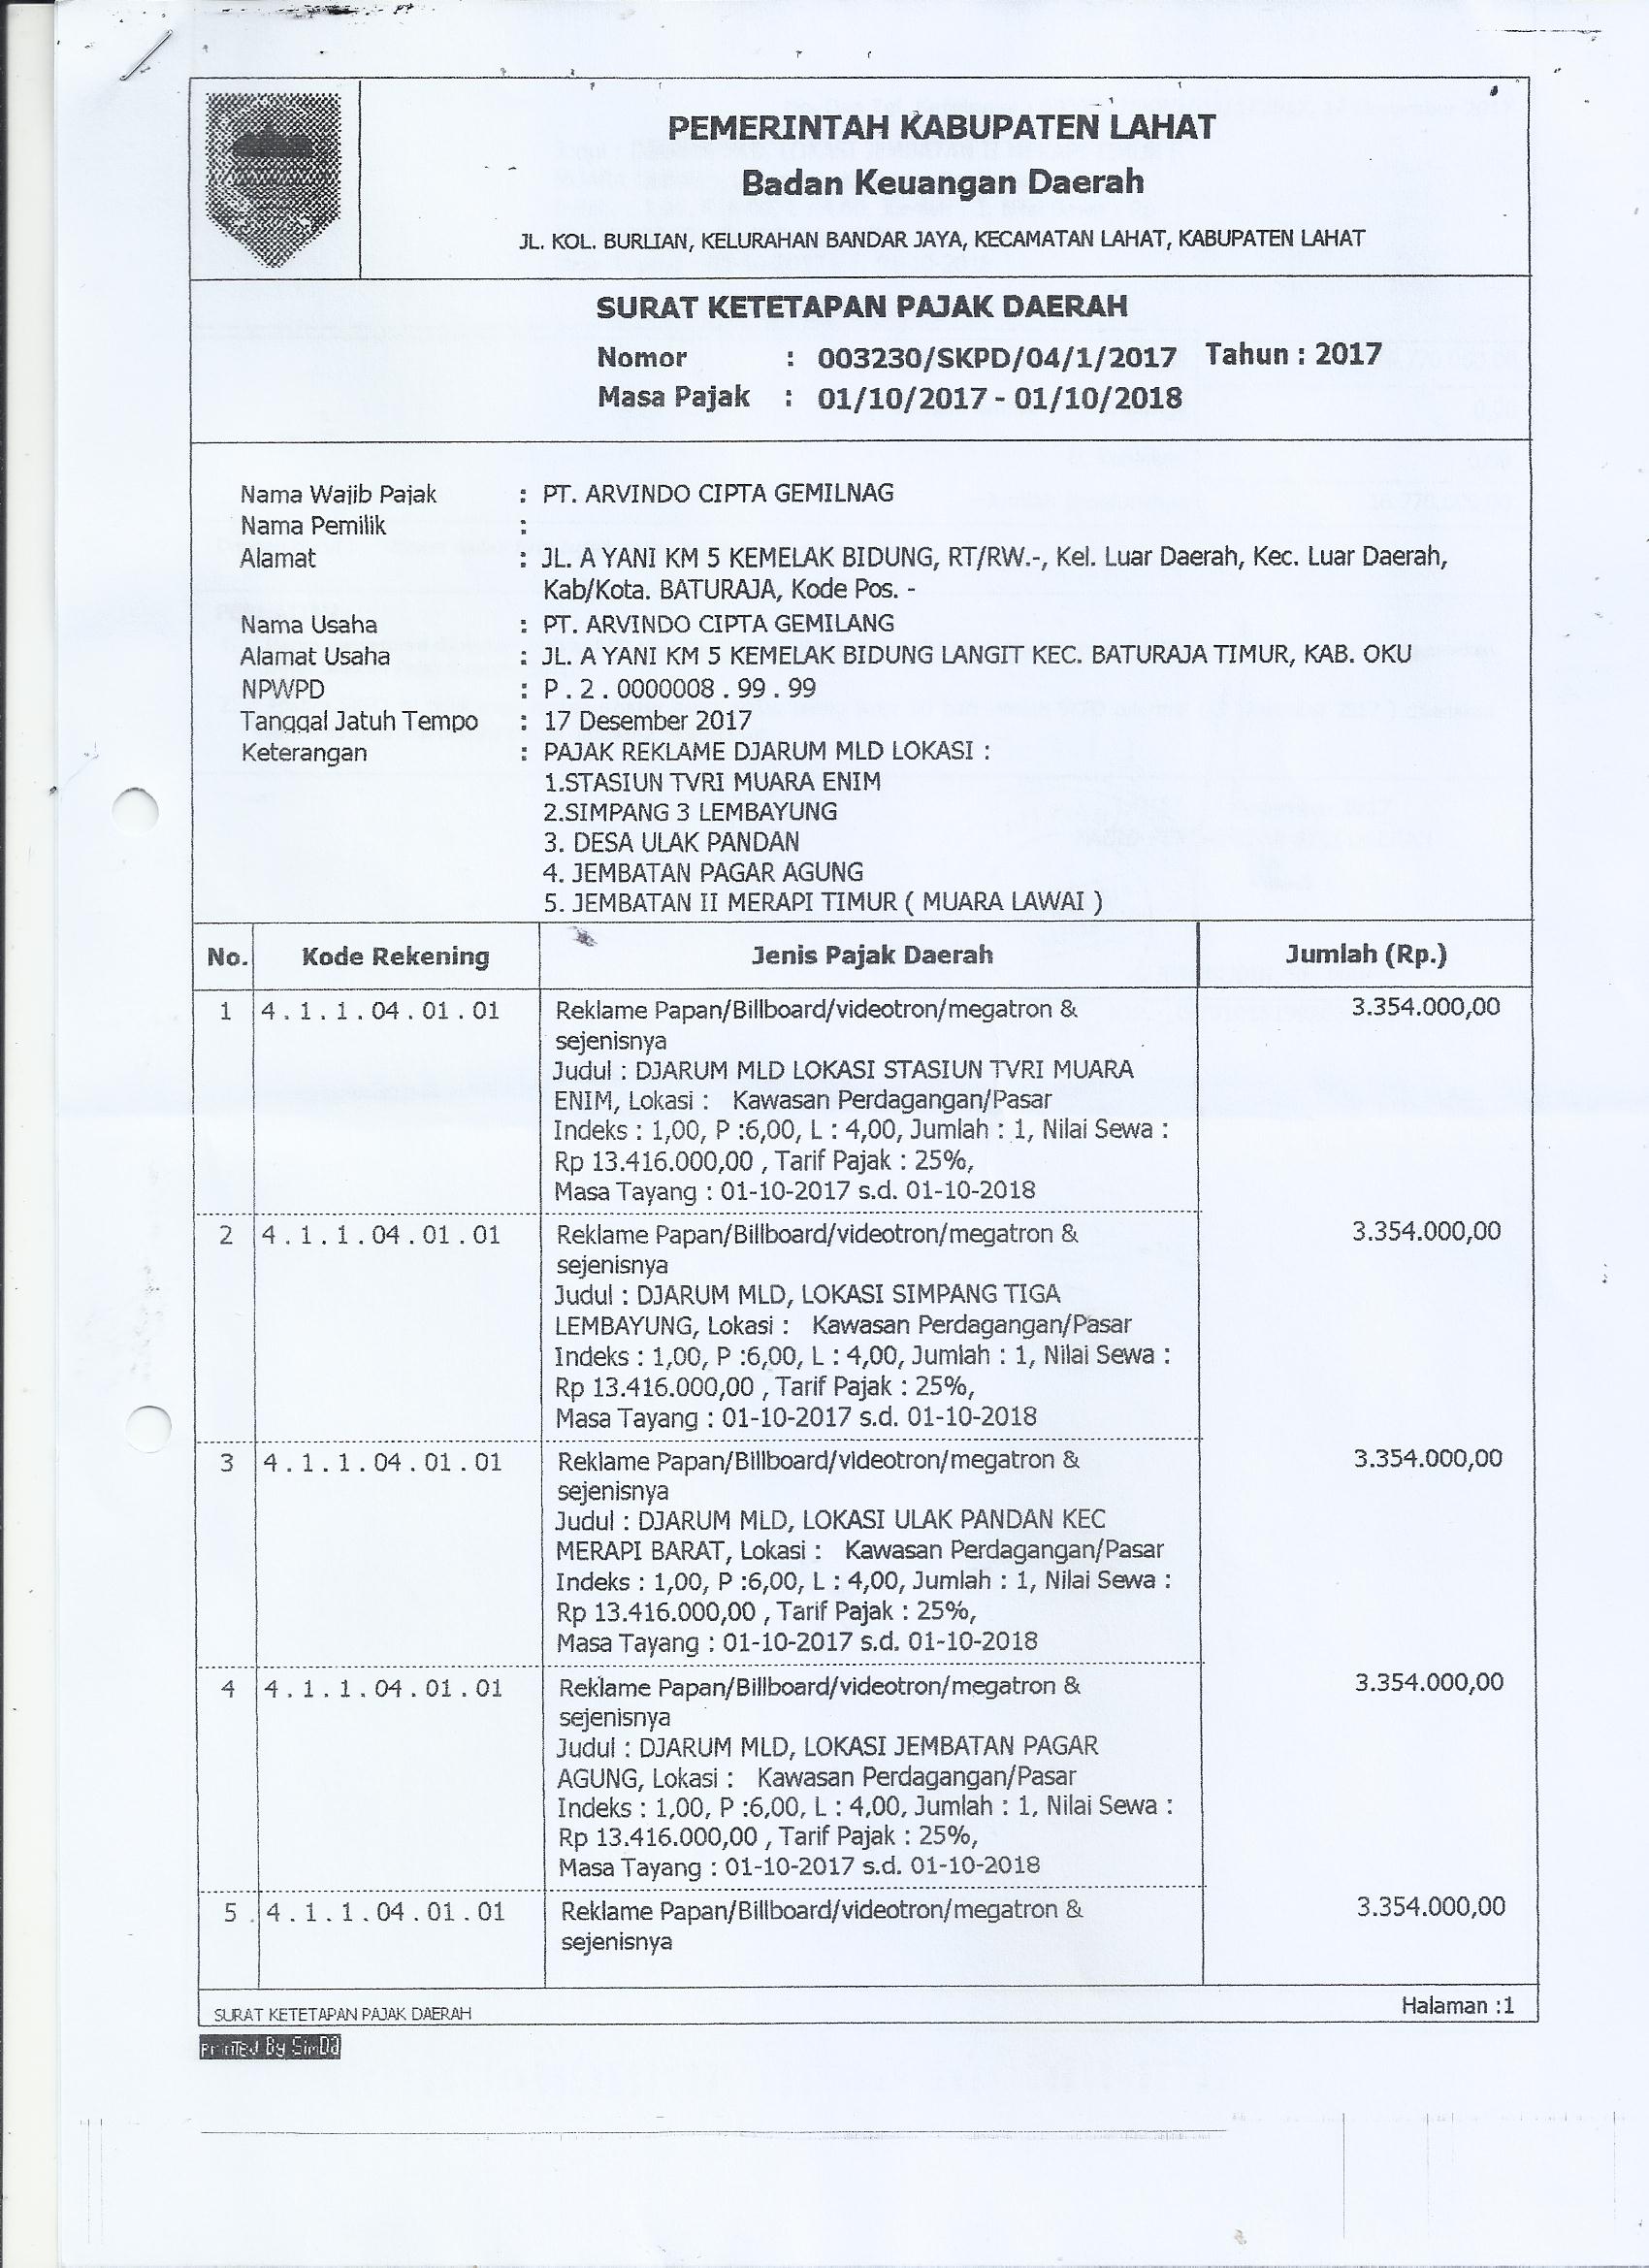 PEMERINTAH KABUPATEN LAHAT
Badan Keuangan Daerah
JL. KOL. BURLIAN, KELURAHAN BANDAR JAYA, KECAMATAN LAHAT, KABUPATEN LAHAT
SURAT KETETAPAN PAJAK DAERAH
Nomor : 003230/SKPD/04/1/2017 Tahun : 2017
Masa Pajak : 01/10/2017 - 01/10/2018
Nama Wajib Pajak : PT. ARVINDO CIPTA GEMILNAG
Nama Pemilik :
Alamat : JL. A YANI KM 5 KEMELAK BIDUNG, RT/RW.-, Kel. Luar Daerah, Kec. Luar Daerah,
Kab/Kota. BATURAJA, Kode Pos. -
Nama Usaha : PT. ARVINDO CIPTA GEMILANG
Alamat Usaha : JL. A YANI KM 5 KEMELAK BIDUNG LANGIT KEC. BATURAJA TIMUR, KAB. OKU
NPWPD : P . 2 . 0000008 . 99 . 99
Tanggal Jatuh Tempo : 17 Desember 2017
Keterangan : PAJAK REKLAME DJARUM MLD LOKASI :
1.STASIUN TVRI MUARA ENIM
2.SIMPANG 3 LEMBAYUNG
3. DESA ULAK PANDAN
4. JEMBATAN PAGAR AGUNG
5. JEMBATAN II MERAPI TIMUR ( MUARA LAWAI )
No. Kode Rekening Jenis Pajak Daerah Jumlah (Rp.)
1 4 . 1 . 1 . 04 . 01 . 01 Reklame Papan/Billboard/videotron/megatron & 3.354.000,00
sejenisnya
Judul : DJARUM MLD LOKASI STASIUN TVRI MUARA
ENIM, Lokasi : Kawasan Perdagangan/Pasar
Indeks : 1,00, P :6,00, L : 4,00, Jumlah : 1, Nilai Sewa :
Rp 13.416.000,00 , Tarif Pajak : 25%,
Masa Tayang : 01-10-2017 s.d. 01-10-2018
2 4 . 1 . 1 . 04 . 01 . 01 Reklame Papan/Billboard/videotron/megatron & 3.354.000,00
sejenisnya
Judul : DJARUM MLD, LOKASI SIMPANG TIGA
LEMBAYUNG, Lokasi : Kawasan Perdagangan/Pasar
Indeks : 1,00, P :6,00, L : 4,00, Jumlah : 1, Nilai Sewa :
Rp 13.416.000,00 , Tarif Pajak : 25%,
Masa Tayang : 01-10-2017 s.d. 01-10-2018
3 4 . 1 . 1 . 04 . 01 . 01 Reklame Papan/Billboard/videotron/megatron & 3.354.000,00
sejenisnya
Judul : DJARUM MLD, LOKASI ULAK PANDAN KEC
MERAPI BARAT, Lokasi : Kawasan Perdagangan/Pasar
Indeks : 1,00, P :6,00, L : 4,00, Jumlah : 1, Nilai Sewa :
Rp 13.416.000,00 , Tarif Pajak : 25%,
Masa Tayang : 01-10-2017 s.d. 01-10-2018
4 4 . 1 . 1 . 04 . 01 . 01 Reklame Papan/Billboard/videotron/megatron & 3.354.000,00
sejenisnya
Judul : DJARUM MLD, LOKASI JEMBATAN PAGAR
AGUNG, Lokasi : Kawasan Perdagangan/Pasar
Indeks : 1,00, P :6,00, L : 4,00, Jumlah : 1, Nilai Sewa :
Rp 13.416.000,00 , Tarif Pajak : 25%,
Masa Tayang : 01-10-2017 s.d. 01-10-2018
5 4 . 1 . 1 . 04 . 01 . 01 Reklame Papan/Billboard/videotron/megatron & 3.354.000,00
sejenisnya
SURAT KETETAPAN PAJAK DAERAH Halaman :1
PrinTED By SimDa